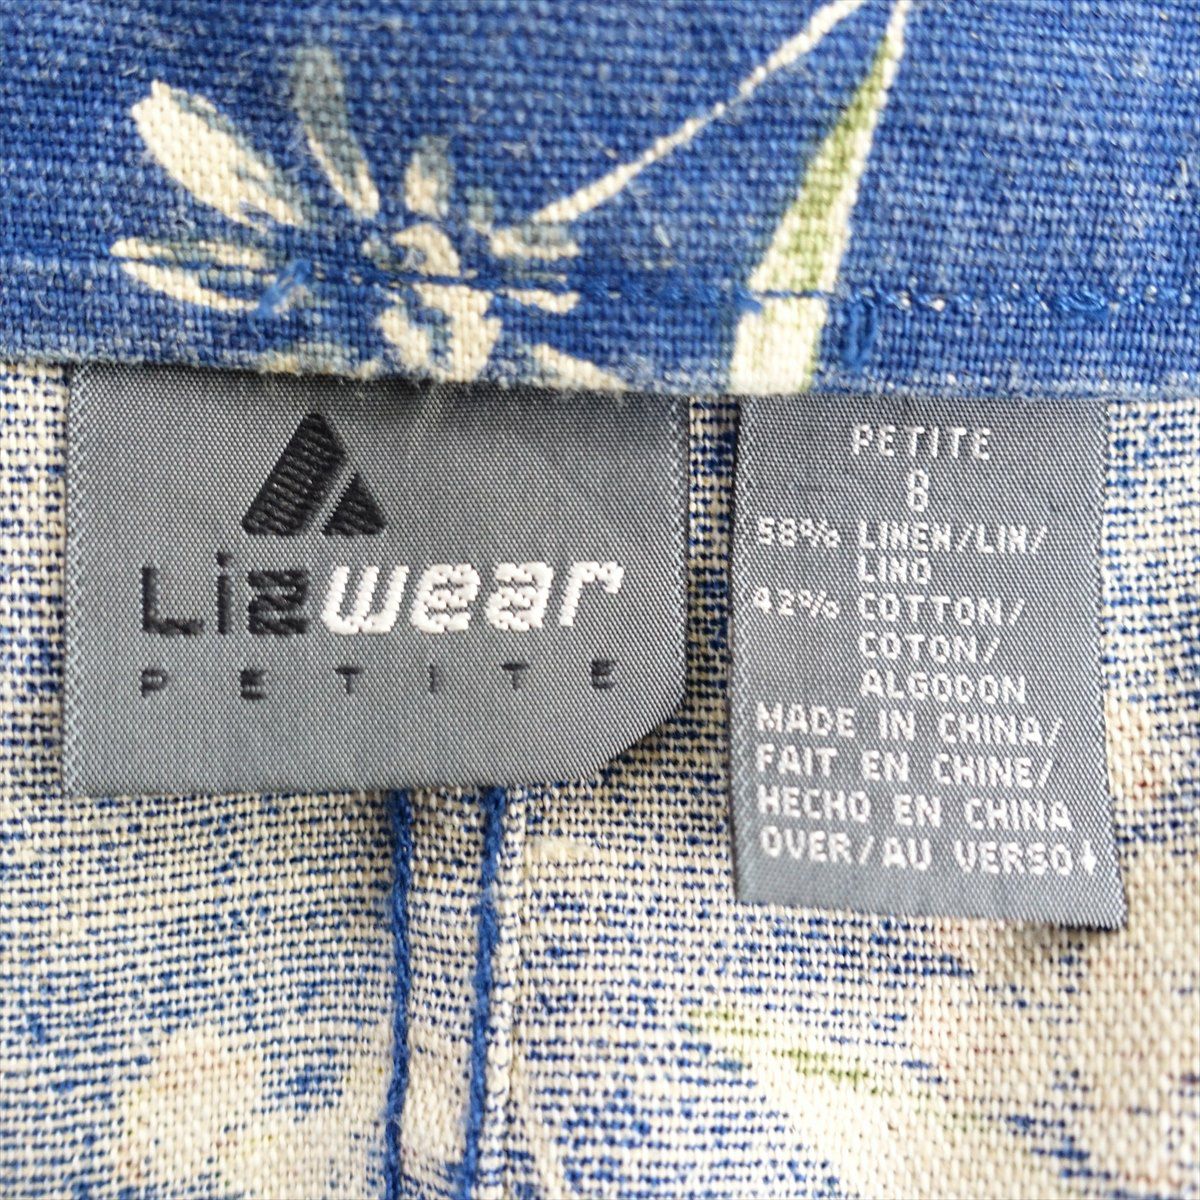 Lizwear
PETITE
PETITE
8
58% LINEN/LIN/
LINO
42% COTTON/
COTON/
ALGODON
MADE IN CHINA/
FAIT EN CHINE/
HECHO EN CHINA
OVER/AU VERSO↓